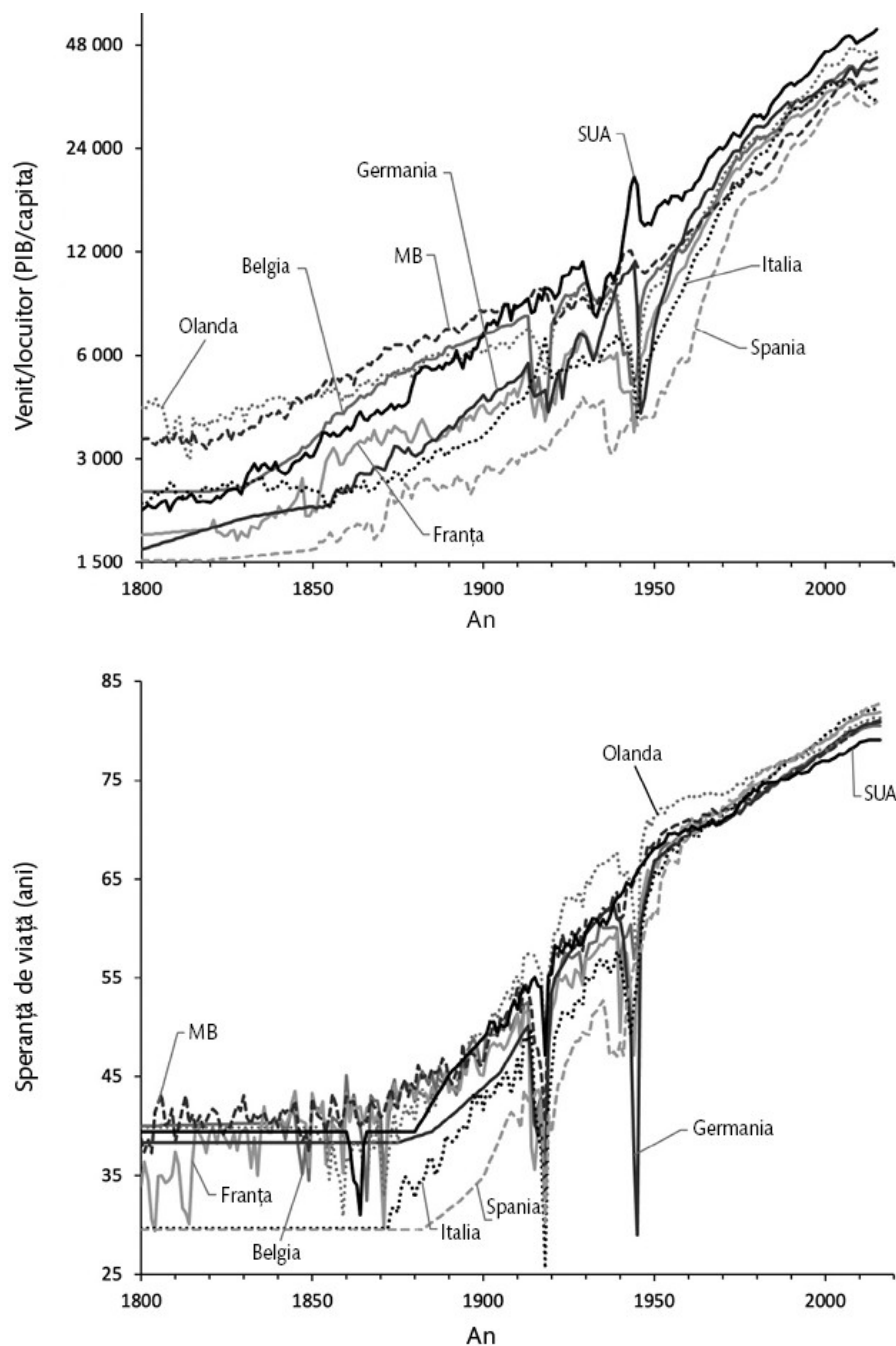 Venit/locuitor (PIB/capita)
48 000
24 000
12 000
6 000
3 000
1 500
SUA
Germania
MB
Belgia
Olanda
Italia
Spania
Franța
1800
1850
1900
1950
2000
An
Speranță de viață (ani)
85
75
65
55
45
35
25
Olanda
SUA
MB
Germania
Franța
Spania
Italia
Belgia
1800
1850
1900
1950
2000
An